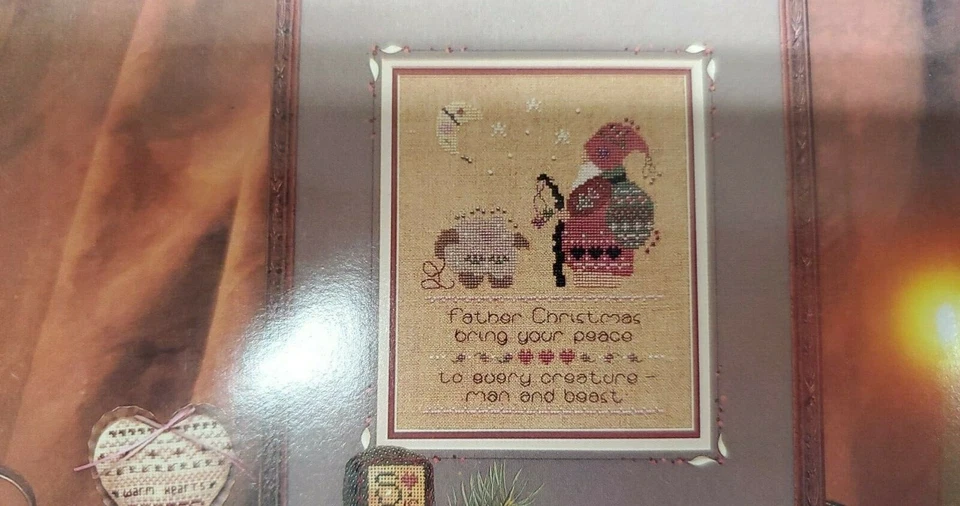 Father Christmas
bring your peace
to every creature –
man and beast
warm hearts